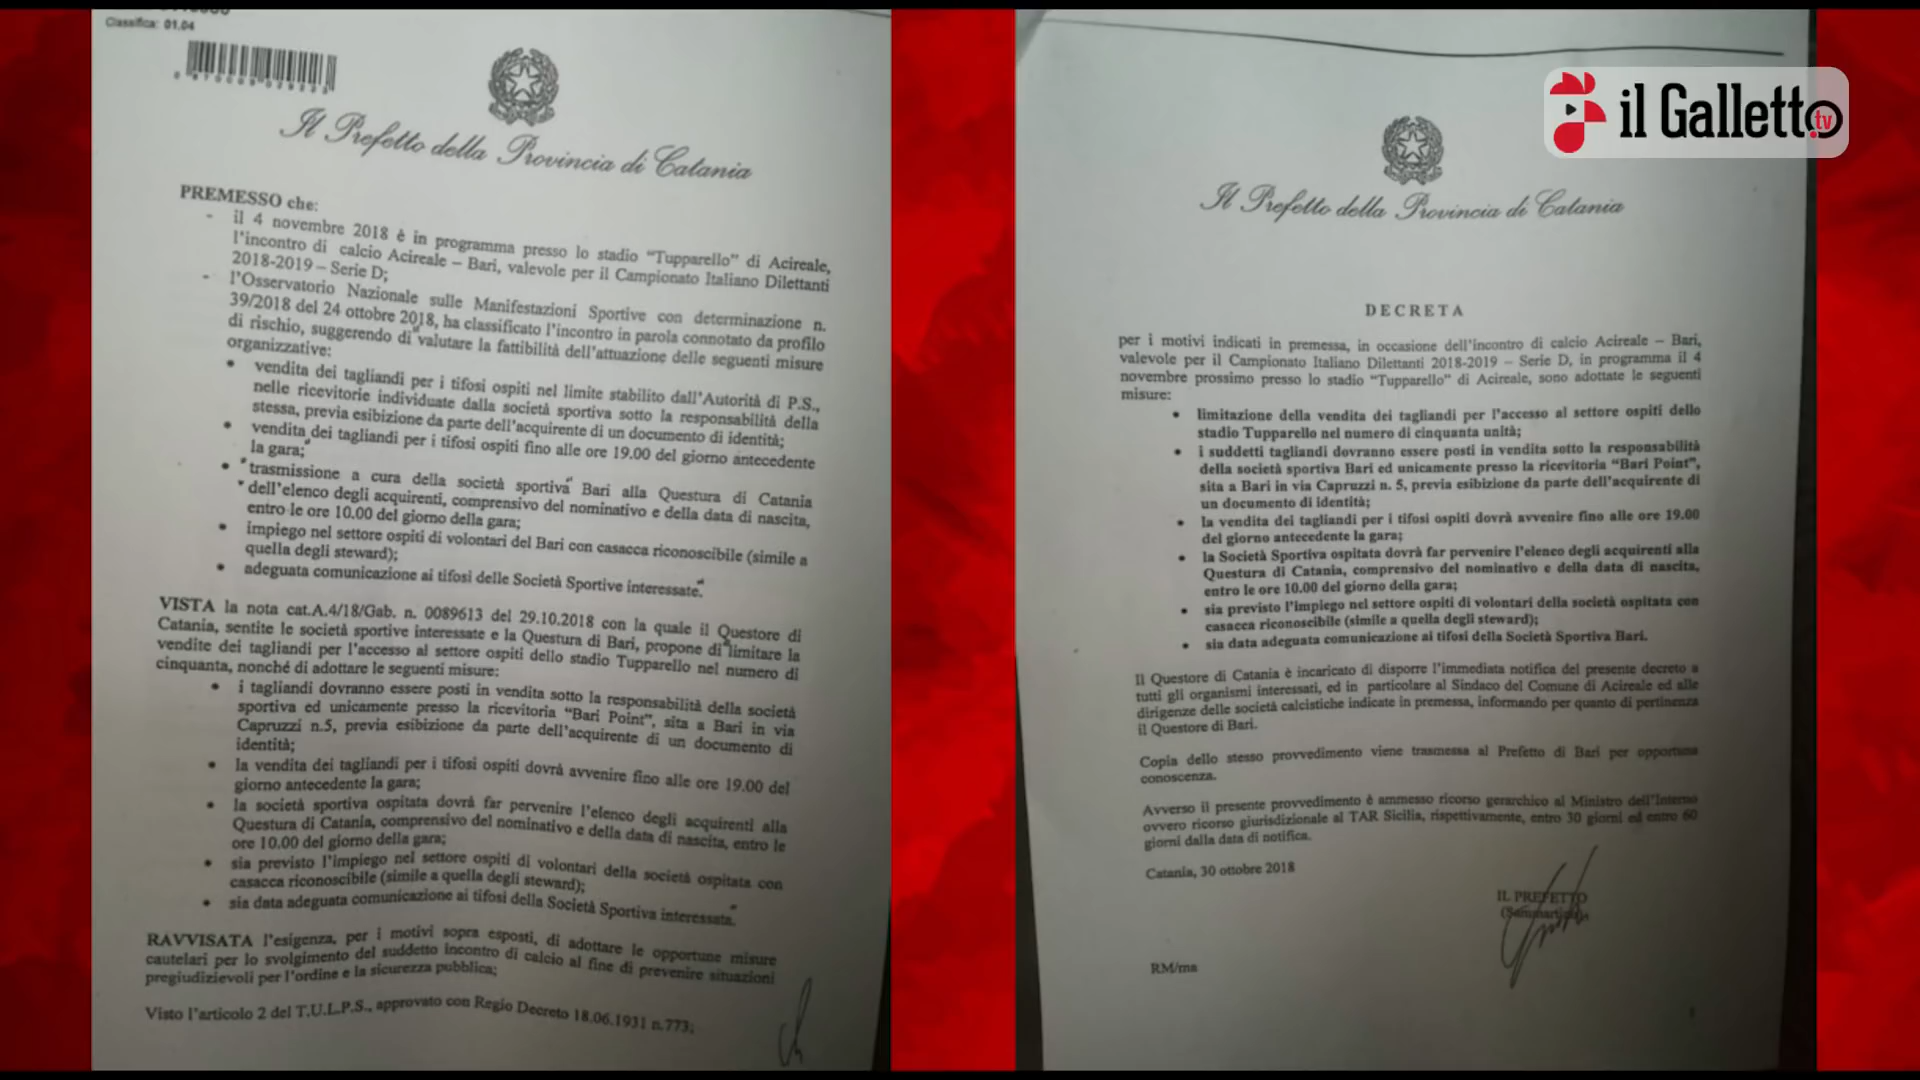 Classifica: 01.04
Il Prefetto della Provincia di Catania
PREMESSO che:
- il 4 novembre 2018 è in programma presso lo stadio “Tupparello” di Acireale,
l’incontro di calcio Acireale – Bari, valevole per il Campionato Italiano Dilettanti
2018-2019 – Serie D;
- l’Osservatorio Nazionale sulle Manifestazioni Sportive con determinazione n.
39/2018 del 24 ottobre 2018, ha classificato l’incontro in parola connotato da profilo
di rischio, suggerendo di valutare la fattibilità dell’attuazione delle seguenti misure
organizzative:
• vendita dei tagliandi per i tifosi ospiti nel limite stabilito dall’Autorità di P.S.,
nelle ricevitorie individuate dalla società sportiva sotto la responsabilità della
stessa, previa esibizione da parte dell’acquirente di un documento di identità;
• vendita dei tagliandi per i tifosi ospiti fino alle ore 19.00 del giorno antecedente
la gara;
• trasmissione a cura della società sportiva Bari alla Questura di Catania
dell’elenco degli acquirenti, comprensivo del nominativo e della data di nascita,
entro le ore 10.00 del giorno della gara;
• impiego nel settore ospiti di volontari del Bari con casacca riconoscibile (simile a
quella degli steward);
• adeguata comunicazione ai tifosi delle Società Sportive interessate.
VISTA la nota cat.A.4/18/Gab. n. 0089613 del 29.10.2018 con la quale il Questore di
Catania, sentite le società sportive interessate e la Questura di Bari, propone di limitare la
vendite dei tagliandi per l’accesso al settore ospiti dello stadio Tupparello nel numero di
cinquanta, nonché di adottare le seguenti misure:
• i tagliandi dovranno essere posti in vendita sotto la responsabilità della società
sportiva ed unicamente presso la ricevitoria “Bari Point”, sita a Bari in via
Capruzzi n.5, previa esibizione da parte dell’acquirente di un documento di
identità;
• la vendita dei tagliandi per i tifosi ospiti dovrà avvenire fino alle ore 19.00 del
giorno antecedente la gara;
• la società sportiva ospitata dovrà far pervenire l’elenco degli acquirenti alla
Questura di Catania, comprensivo del nominativo e della data di nascita, entro le
ore 10.00 del giorno della gara;
• sia previsto l’impiego nel settore ospiti di volontari della società ospitata con
casacca riconoscibile (simile a quella degli steward);
• sia data adeguata comunicazione ai tifosi della Società Sportiva interessata.
RAVVISATA l’esigenza, per i motivi sopra esposti, di adottare le opportune misure
cautelari per lo svolgimento del suddetto incontro di calcio al fine di prevenire situazioni
pregiudizievoli per l’ordine e la sicurezza pubblica;
Visto l’articolo 2 del T.U.L.P.S., approvato con Regio Decreto 18.06.1931 n.773;
il Galletto.tv
Il Prefetto della Provincia di Catania
DECRETA
per i motivi indicati in premessa, in occasione dell’incontro di calcio Acireale – Bari,
valevole per il Campionato Italiano Dilettanti 2018-2019 – Serie D, in programma il 4
novembre prossimo presso lo stadio “Tupparello” di Acireale, sono adottate le seguenti
misure:
• limitazione della vendita dei tagliandi per l’accesso al settore ospiti dello
stadio Tupparello nel numero di cinquanta unità;
• i suddetti tagliandi dovranno essere posti in vendita sotto la responsabilità
della società sportiva Bari ed unicamente presso la ricevitoria “Bari Point”,
sita a Bari in via Capruzzi n. 5, previa esibizione da parte dell’acquirente di
un documento di identità;
• la vendita dei tagliandi per i tifosi ospiti dovrà avvenire fino alle ore 19.00
del giorno antecedente la gara;
• la Società Sportiva ospitata dovrà far pervenire l’elenco degli acquirenti alla
Questura di Catania, comprensivo del nominativo e della data di nascita,
entro le ore 10.00 del giorno della gara;
• sia previsto l’impiego nel settore ospiti di volontari della società ospitata con
casacca riconoscibile (simile a quella degli steward);
• sia data adeguata comunicazione ai tifosi della Società Sportiva Bari.
Il Questore di Catania è incaricato di disporre l’immediata notifica del presente decreto a
tutti gli organismi interessati, ed in particolare al Sindaco del Comune di Acireale ed alle
dirigenze delle società calcistiche indicate in premessa, informando per quanto di pertinenza
il Questore di Bari.
Copia dello stesso provvedimento viene trasmessa al Prefetto di Bari per opportuna
conoscenza.
Avverso il presente provvedimento è ammesso ricorso gerarchico al Ministro dell’Interno
ovvero ricorso giurisdizionale al TAR Sicilia, rispettivamente, entro 30 giorni ed entro 60
giorni dalla data di notifica.
Catania, 30 ottobre 2018
IL PREFETTO
RM/ma